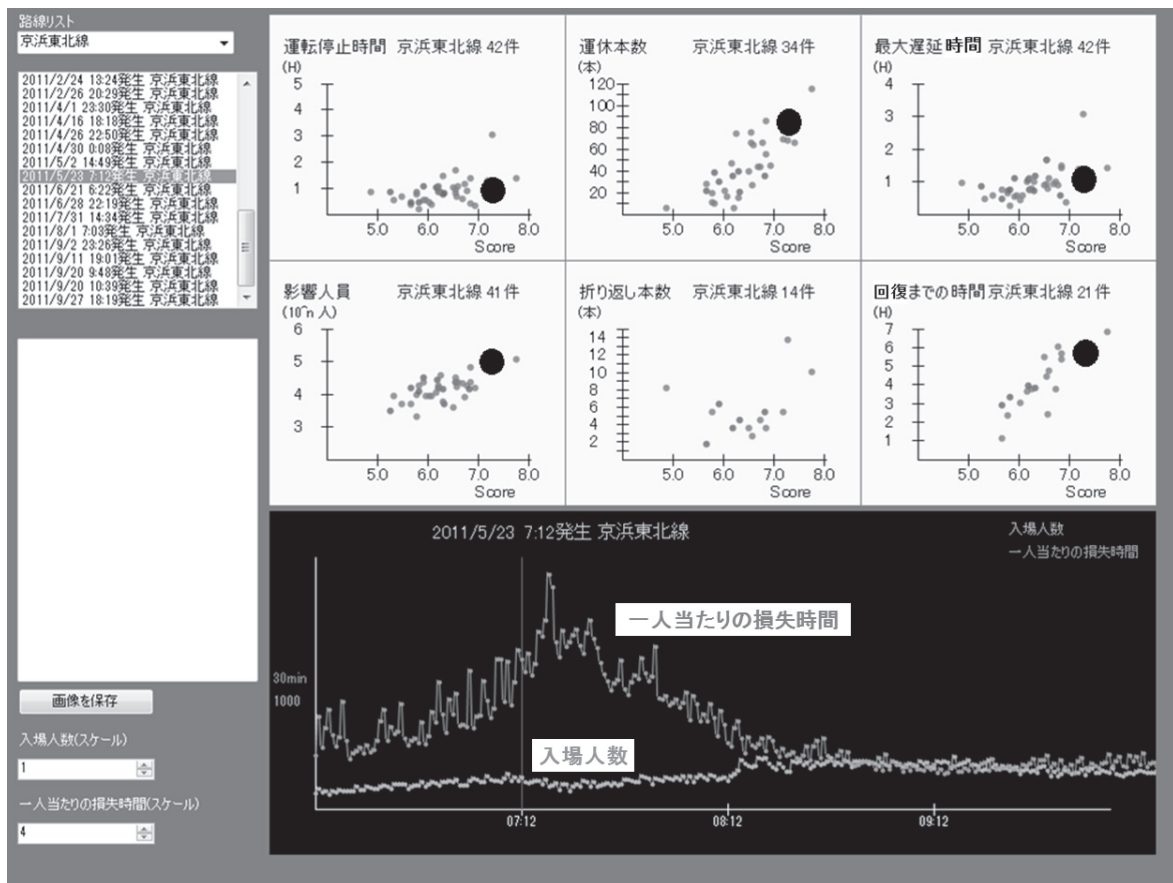 路線リスト
京浜東北線
2011/2/24 13:24発生 京浜東北線
2011/2/26 20:29発生 京浜東北線
2011/4/1 23:30発生 京浜東北線
2011/4/16 18:18発生 京浜東北線
2011/4/26 22:50発生 京浜東北線
2011/4/30 0:08発生 京浜東北線
2011/5/2 14:49発生 京浜東北線
2011/5/23 7:12発生 京浜東北線
2011/6/21 6:22発生 京浜東北線
2011/6/28 22:19発生 京浜東北線
2011/7/31 14:34発生 京浜東北線
2011/8/1 7:03発生 京浜東北線
2011/9/2 23:26発生 京浜東北線
2011/9/11 19:01発生 京浜東北線
2011/9/20 9:48発生 京浜東北線
2011/9/20 10:39発生 京浜東北線
2011/9/27 18:19発生 京浜東北線
画像を保存
入場人数(スケール)
1
一人当たりの損失時間(スケール)
4
運転停止時間 京浜東北線 42件
(H)
5
4
3
2
1
5.0 6.0 7.0 8.0
Score
運休本数 京浜東北線 34件
(本)
120
100
80
60
40
20
5.0 6.0 7.0 8.0
Score
最大遅延時間 京浜東北線 42件
(H)
4
3
2
1
5.0 6.0 7.0 8.0
Score
影響人員 京浜東北線 41件
(10^n 人)
6
5
4
3
5.0 6.0 7.0 8.0
Score
折り返し本数 京浜東北線 14件
(本)
14
12
10
8
6
4
2
5.0 6.0 7.0 8.0
Score
回復までの時間 京浜東北線 21件
(H)
7
6
5
4
3
2
1
5.0 6.0 7.0 8.0
Score
2011/5/23 7:12発生 京浜東北線
入場人数
一人当たりの損失時間
一人当たりの損失時間
30min
1000
入場人数
07:12 08:12 09:12